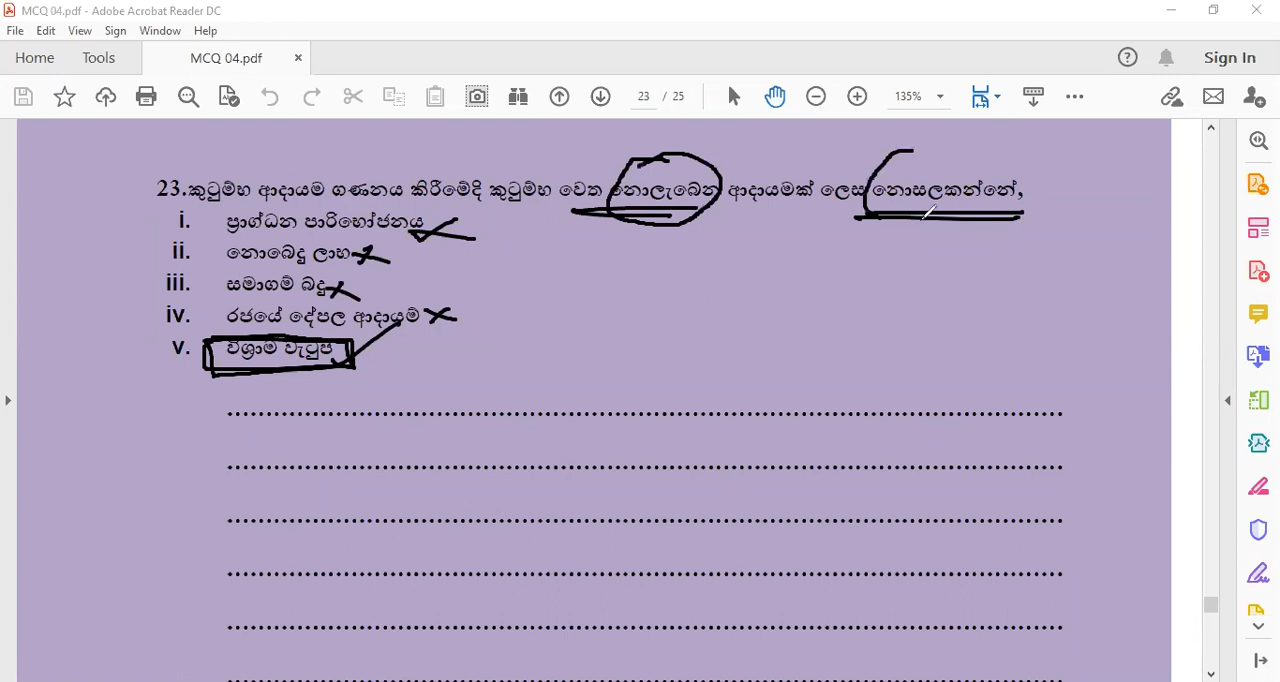 MCQ 04.pdf - Adobe Acrobat Reader DC
File Edit View Sign Window Help
Home Tools MCQ 04.pdf × Sign In
23 / 25 135%
23.කුටුම්භ ආදායම ගණනය කිරීමේදි කුටුම්භ වෙත නොලැබෙන ආදායමක් ලෙස නොසලකන්නේ,
i. ප්‍රාග්ධන පාරිභෝජනය
ii. නොබේදු ලාභ
iii. සමාගම් බදු
iv. රජයේ දේපල ආදායම්
v. විශ්‍රාම වැටුප්